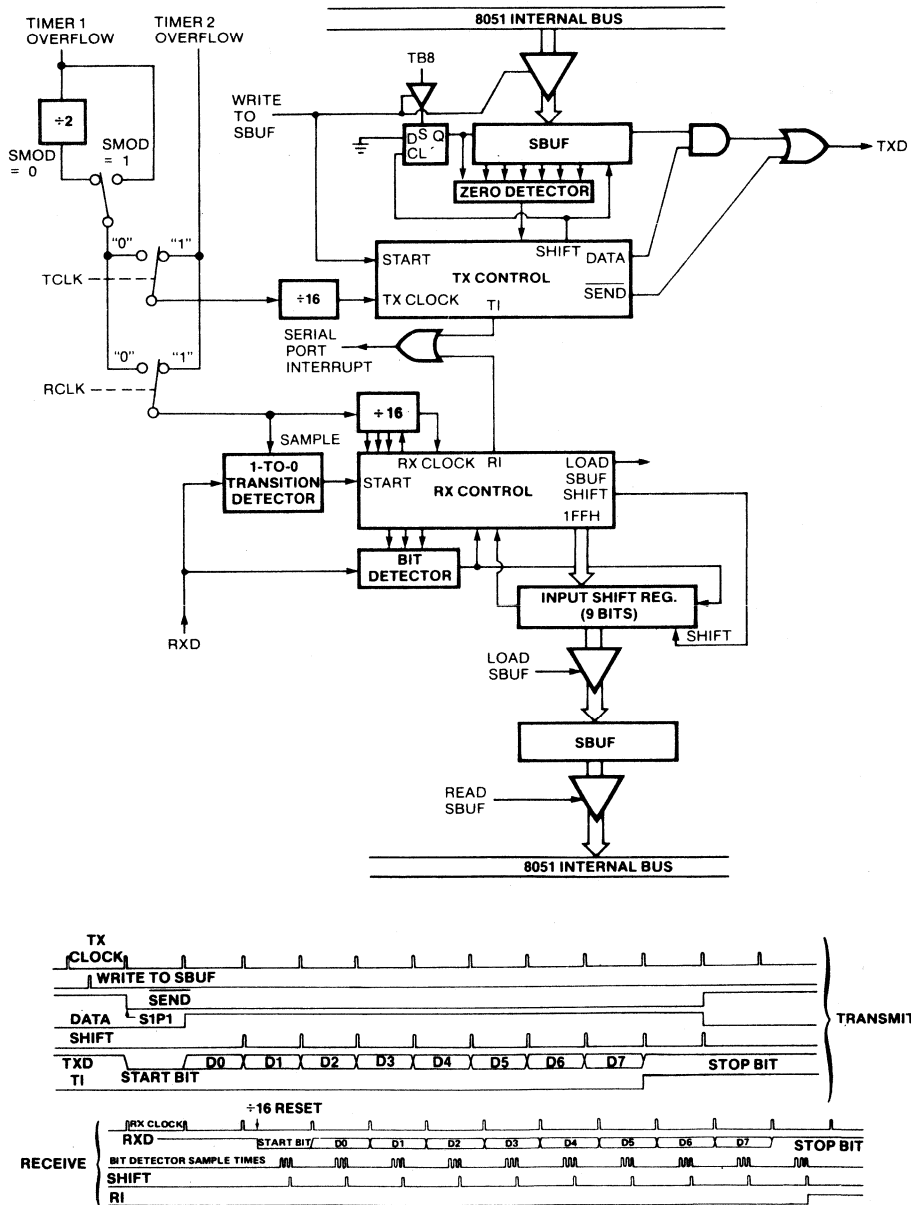 8051 INTERNAL BUS
TIMER 1
OVERFLOW
TIMER 2
OVERFLOW
TB8
WRITE
TO
SBUF
÷2
SMOD
= 0
SMOD
= 1
D S Q
CL
SBUF
TXD
ZERO DETECTOR
"0" "1"
TCLK
START
SHIFT
DATA
TX CONTROL
÷16
TX CLOCK
TI
SEND
SERIAL
PORT
INTERRUPT
"0" "1"
RCLK
÷16
SAMPLE
1-TO-0
TRANSITION
DETECTOR
RX CLOCK
RI
START
RX CONTROL
LOAD
SBUF
SHIFT
1FFH
BIT
DETECTOR
INPUT SHIFT REG.
(9 BITS)
RXD
SHIFT
LOAD
SBUF
SBUF
READ
SBUF
8051 INTERNAL BUS
TX
CLOCK
WRITE TO SBUF
SEND
DATA S1P1
TRANSMIT
SHIFT
TXD START BIT D0 D1 D2 D3 D4 D5 D6 D7 STOP BIT
TI
÷16 RESET
RX CLOCK
RXD START BIT D0 D1 D2 D3 D4 D5 D6 D7 STOP BIT
RECEIVE
BIT DETECTOR SAMPLE TIMES
SHIFT
RI